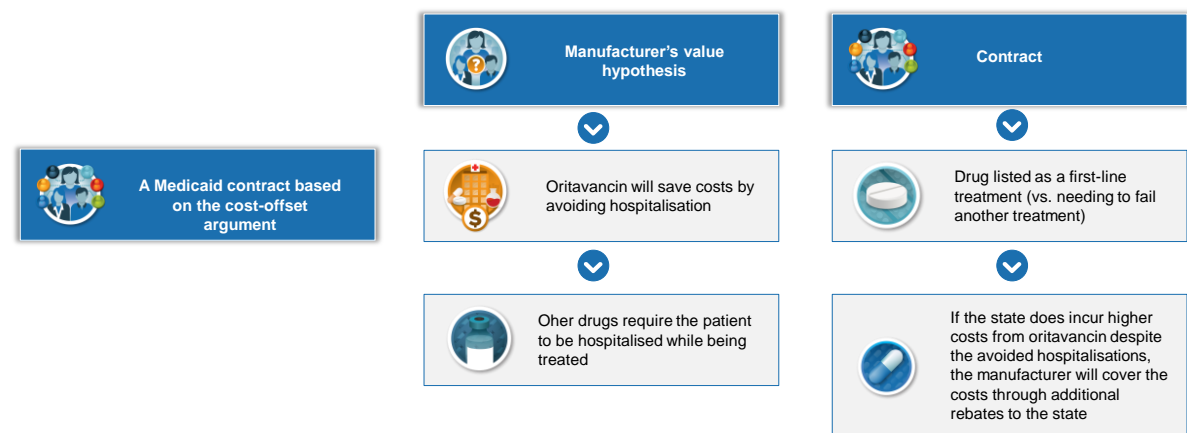 A Medicaid contract based
on the cost-offset
argument
Manufacturer's value
hypothesis
Oritavancin will save costs by
avoiding hospitalisation
Oher drugs require the patient
to be hospitalised while being
treated
Contract
Drug listed as a first-line
treatment (vs. needing to fail
another treatment)
If the state does incur higher
costs from oritavancin despite
the avoided hospitalisations,
the manufacturer will cover the
costs through additional
rebates to the state